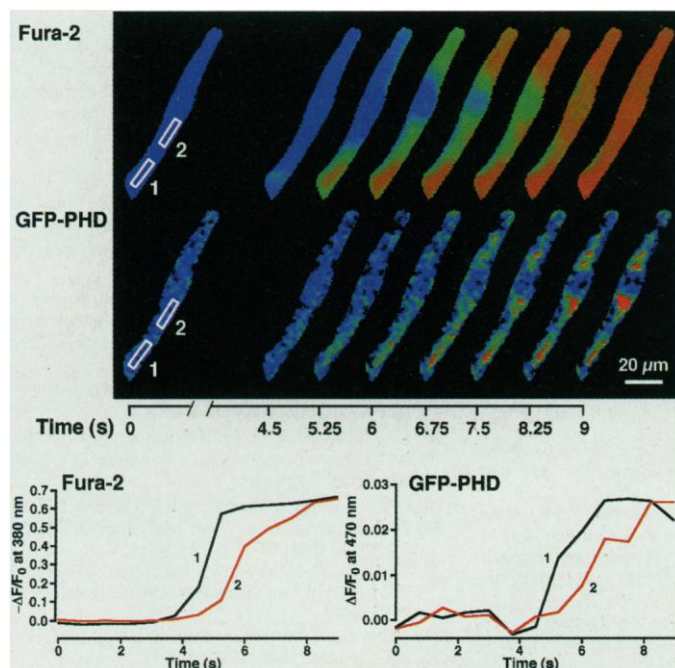 Fura-2
2
1
GFP-PHD
2
1
20 µm
Time (s) 0 4.5 5.25 6 6.75 7.5 8.25 9
Fura-2
-ΔF/F0 at 380 nm
0.7
0.6
0.5
0.4
0.3
0.2
0.1
0.0
1
2
0 2 4 6 8
Time (s)
GFP-PHD
ΔF/F0 at 470 nm
0.03
0.02
0.01
0.00
1
2
0 2 4 6 8
Time (s)